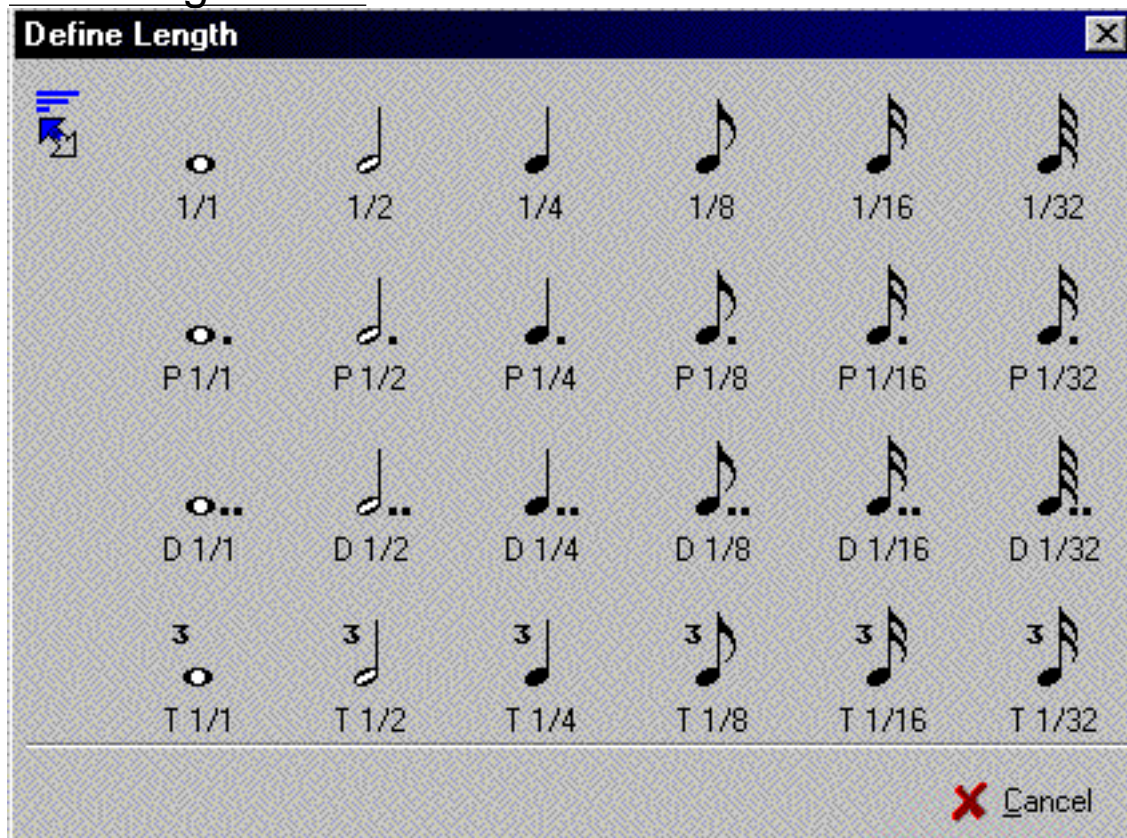 Define Length
1/1 1/2 1/4 1/8 1/16 1/32
P 1/1 P 1/2 P 1/4 P 1/8 P 1/16 P 1/32
D 1/1 D 1/2 D 1/4 D 1/8 D 1/16 D 1/32
3 3 3 3 3 3
T 1/1 T 1/2 T 1/4 T 1/8 T 1/16 T 1/32
Cancel